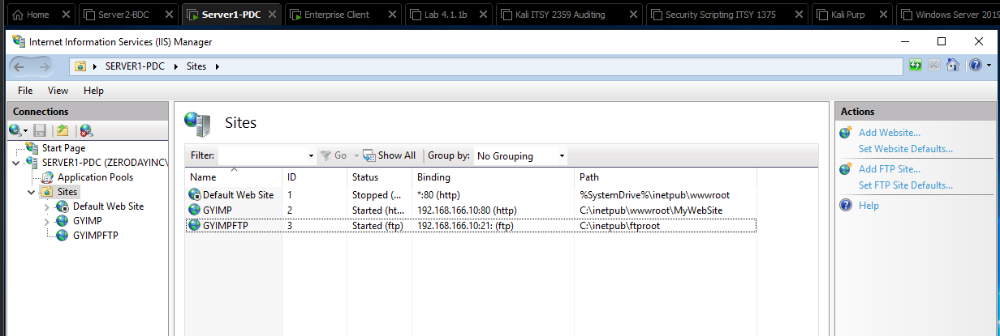 Home Server2-BDC Server1-PDC Enterprise Client Lab 4.1.1b Kali ITSY 2359 Auditing Security Scripting ITSY 1375 Kali Purp Windows Server 2019
Internet Information Services (IIS) Manager
SERVER1-PDC Sites
File View Help
Connections
Start Page
SERVER1-PDC (ZERODAYINC\
Application Pools
Sites
Default Web Site
GYIMP
GYIMPFTP
Sites
Filter: Go Show All Group by: No Grouping
Name ID Status Binding Path
Default Web Site 1 Stopped (... *:80 (http) %SystemDrive%\inetpub\wwwroot
GYIMP 2 Started (ht... 192.168.166.10:80 (http) C:\inetpub\wwwroot\MyWebSite
GYIMPFTP 3 Started (ftp) 192.168.166.10:21: (ftp) C:\inetpub\ftproot
Actions
Add Website...
Set Website Defaults...
Add FTP Site...
Set FTP Site Defaults...
Help